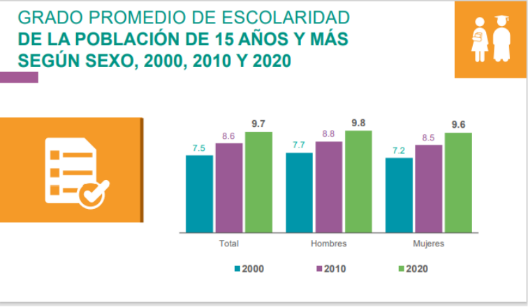 GRADO PROMEDIO DE ESCOLARIDAD
DE LA POBLACIÓN DE 15 AÑOS Y MÁS
SEGÚN SEXO, 2000, 2010 Y 2020
7.5 8.6 9.7 7.7 8.8 9.8 7.2 8.5 9.6
Total Hombres Mujeres
2000 2010 2020